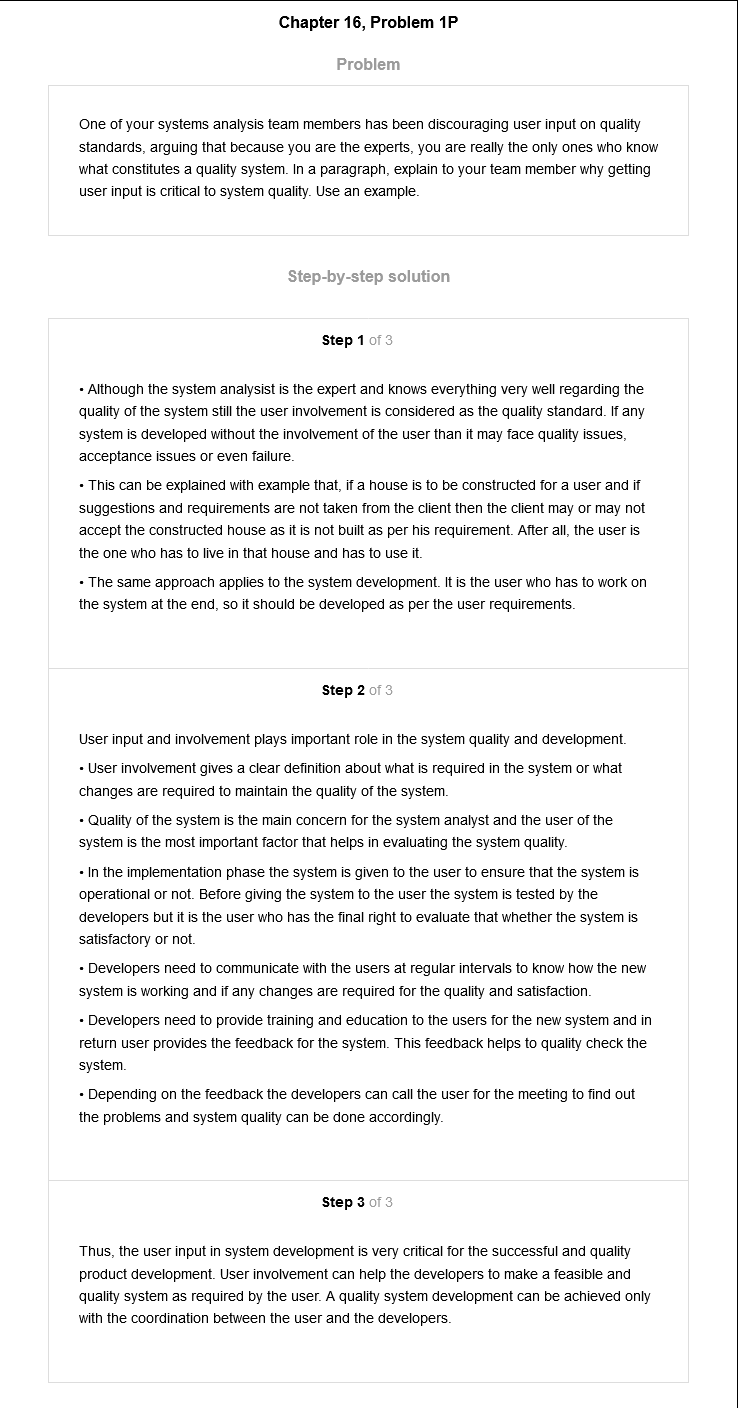 Chapter 16, Problem 1P
Problem
One of your systems analysis team members has been discouraging user input on quality
standards, arguing that because you are the experts, you are really the only ones who know
what constitutes a quality system. In a paragraph, explain to your team member why getting
user input is critical to system quality. Use an example.
Step-by-step solution
Step 1 of 3
• Although the system analysist is the expert and knows everything very well regarding the
quality of the system still the user involvement is considered as the quality standard. If any
system is developed without the involvement of the user than it may face quality issues,
acceptance issues or even failure.
• This can be explained with example that, if a house is to be constructed for a user and if
suggestions and requirements are not taken from the client then the client may or may not
accept the constructed house as it is not built as per his requirement. After all, the user is
the one who has to live in that house and has to use it.
• The same approach applies to the system development. It is the user who has to work on
the system at the end, so it should be developed as per the user requirements.
Step 2 of 3
User input and involvement plays important role in the system quality and development.
• User involvement gives a clear definition about what is required in the system or what
changes are required to maintain the quality of the system.
• Quality of the system is the main concern for the system analyst and the user of the
system is the most important factor that helps in evaluating the system quality.
• In the implementation phase the system is given to the user to ensure that the system is
operational or not. Before giving the system to the user the system is tested by the
developers but it is the user who has the final right to evaluate that whether the system is
satisfactory or not.
• Developers need to communicate with the users at regular intervals to know how the new
system is working and if any changes are required for the quality and satisfaction.
• Developers need to provide training and education to the users for the new system and in
return user provides the feedback for the system. This feedback helps to quality check the
system.
• Depending on the feedback the developers can call the user for the meeting to find out
the problems and system quality can be done accordingly.
Step 3 of 3
Thus, the user input in system development is very critical for the successful and quality
product development. User involvement can help the developers to make a feasible and
quality system as required by the user. A quality system development can be achieved only
with the coordination between the user and the developers.